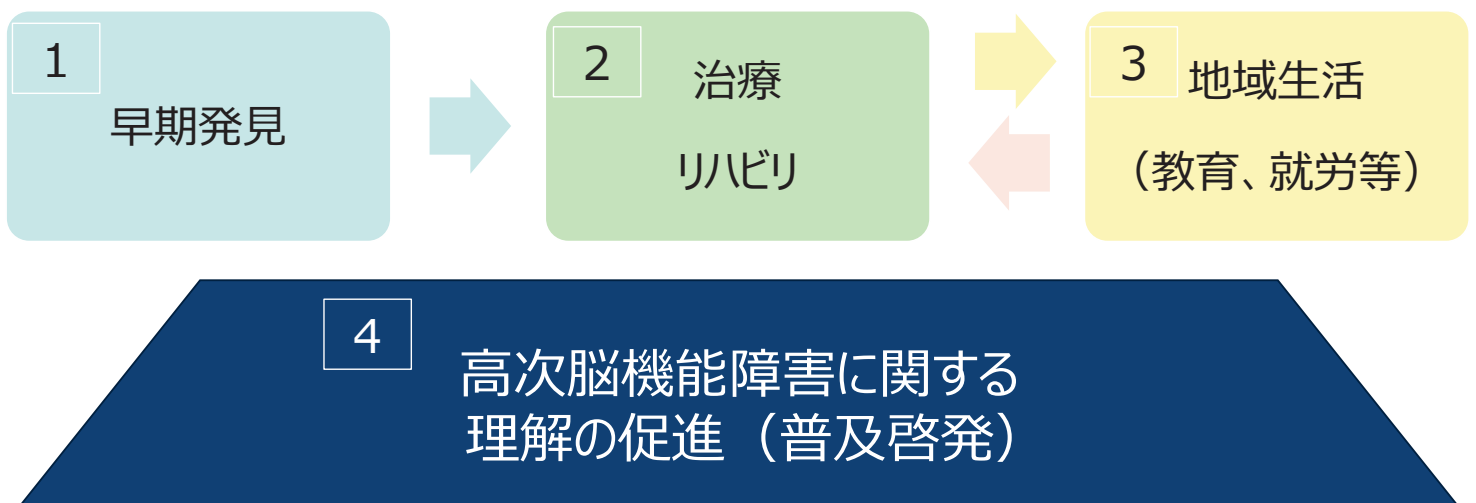 1
早期発見
2
治療
リハビリ
3
地域生活
（教育、就労等）
4
高次脳機能障害に関する
理解の促進（普及啓発）